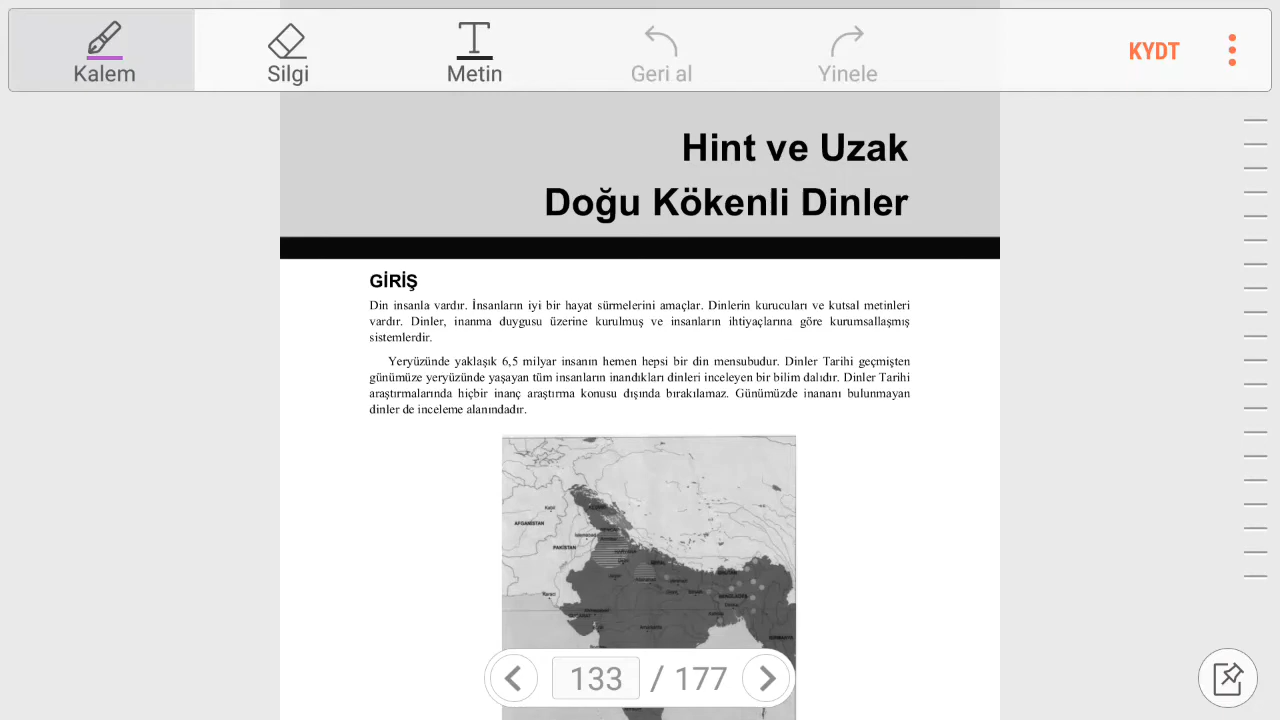 Kalem
Silgi
Metin
Geri al
Yinele
KYDT
Hint ve Uzak
Doğu Kökenli Dinler
GİRİŞ
Din insanla vardır. İnsanların iyi bir hayat sürmelerini amaçlar. Dinlerin kurucuları ve kutsal metinleri
vardır. Dinler, inanma duygusu üzerine kurulmuş ve insanların ihtiyaçlarına göre kurumsallaşmış
sistemlerdir.
Yeryüzünde yaklaşık 6,5 milyar insanın hemen hepsi bir din mensubudur. Dinler Tarihi geçmişten
günümüze yeryüzünde yaşayan tüm insanların inandıkları dinleri inceleyen bir bilim dalıdır. Dinler Tarihi
araştırmalarında hiçbir inanç araştırma konusu dışında bırakılamaz. Günümüzde inananı bulunmayan
dinler de inceleme alanındadır.
AFGANİSTAN
PAKİSTAN
133 / 177